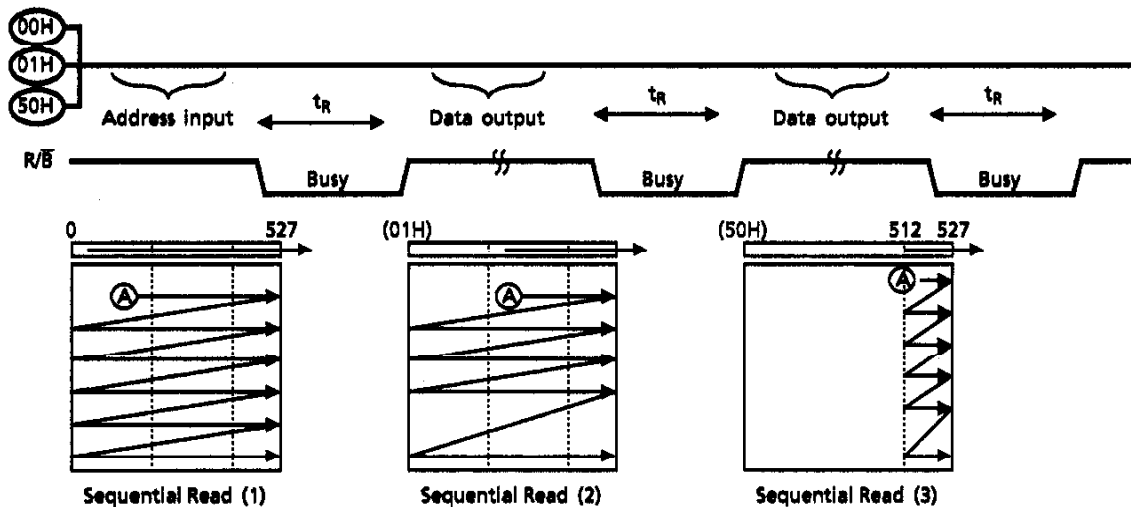 00H
01H
50H
Address input
tR
Data output
tR
Data output
tR
R/B̅
Busy
Busy
Busy
0 527
(01H)
(50H) 512 527
A
A
A
Sequential Read (1)
Sequential Read (2)
Sequential Read (3)